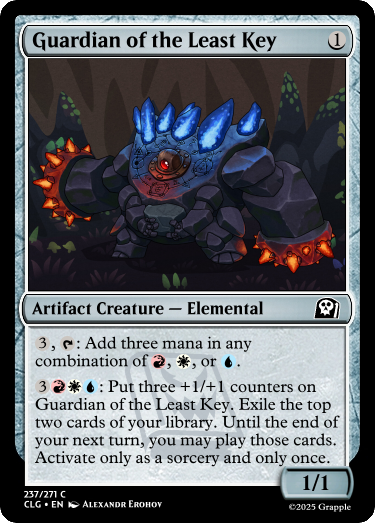 Guardian of the Least Key 1
Artifact Creature — Elemental
3 , T: Add three mana in any
combination of R, W, or U.
3 R W U: Put three +1/+1 counters on
Guardian of the Least Key. Exile the top
two cards of your library. Until the end of
your next turn, you may play those cards.
Activate only as a sorcery and only once.
1/1
237/271 C
CLG • EN Alexandr Erohov
©2025 Grapple